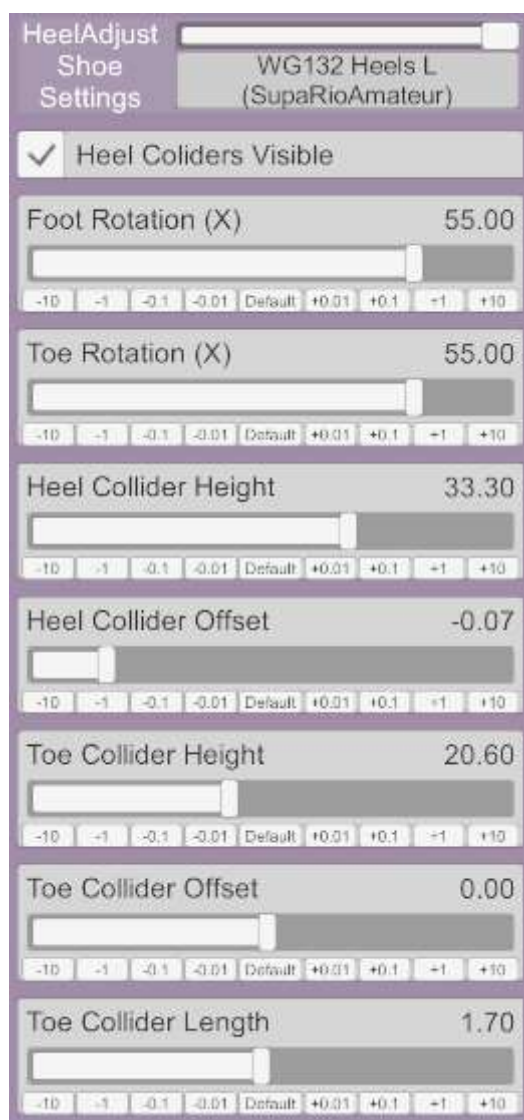 HeelAdjust
Shoe
Settings
WG132 Heels L
(SupaRioAmateur)
Heel Coliders Visible
Foot Rotation (X) 55.00
-10 -1 -0.1 -0.01 Default +0.01 +0.1 +1 +10
Toe Rotation (X) 55.00
-10 -1 -0.1 -0.01 Default +0.01 +0.1 +1 +10
Heel Collider Height 33.30
-10 -1 -0.1 -0.01 Default +0.01 +0.1 +1 +10
Heel Collider Offset -0.07
-10 -1 -0.1 -0.01 Default +0.01 +0.1 +1 +10
Toe Collider Height 20.60
-10 -1 -0.1 -0.01 Default +0.01 +0.1 +1 +10
Toe Collider Offset 0.00
-10 -1 -0.1 -0.01 Default +0.01 +0.1 +1 +10
Toe Collider Length 1.70
-10 -1 -0.1 -0.01 Default +0.01 +0.1 +1 +10